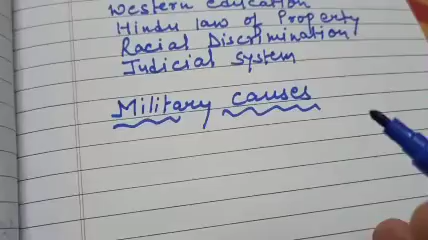 Western Education
Hindu law of Property
Racial Discrimination
Judicial System
Military causes